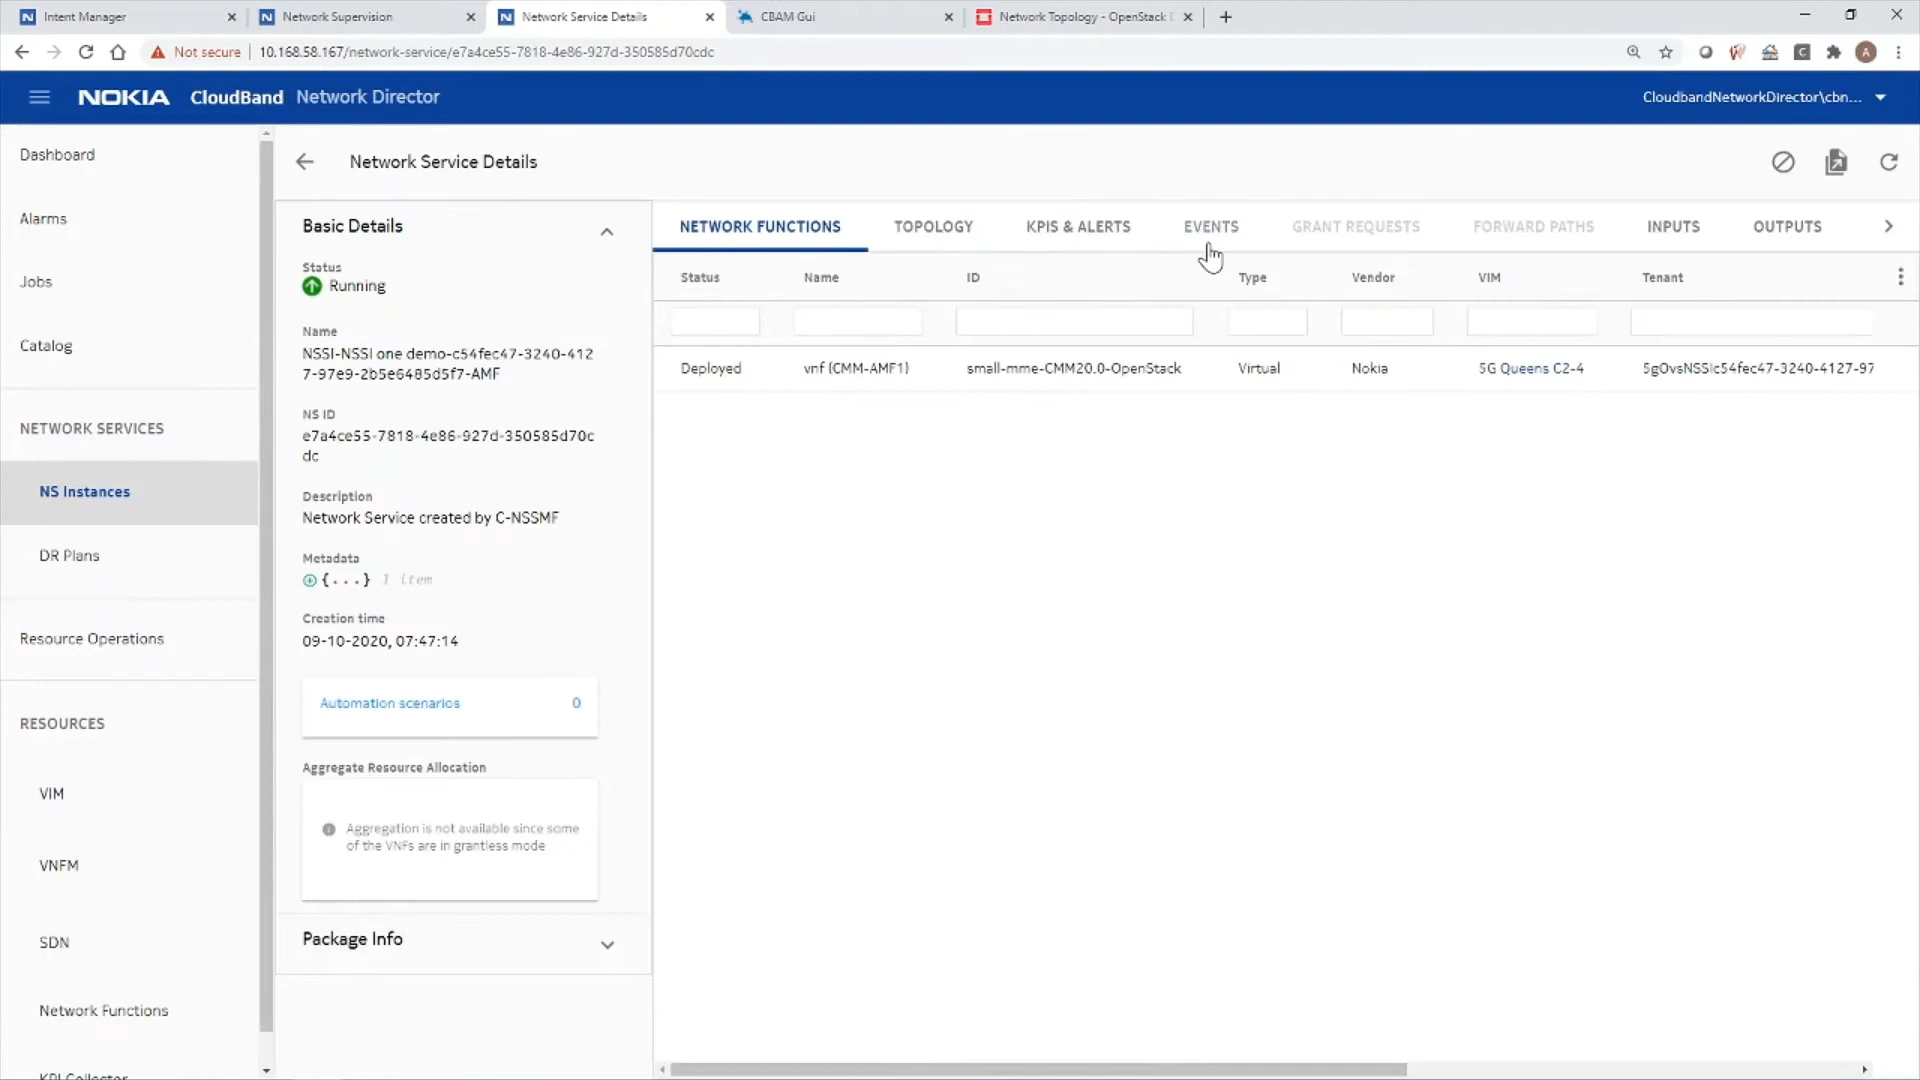 Intent Manager
Network Supervision
Network Service Details
CBAM Gui
Network Topology - OpenStack
Not secure
10.168.58.167/network-service/e7a4ce55-7818-4e86-927d-350585d70cdc
A
NOKIA CloudBand Network Director
CloudbandNetworkDirector\cbn...
Dashboard
Alarms
Jobs
Catalog
NETWORK SERVICES
NS Instances
DR Plans
Resource Operations
RESOURCES
VIM
VNFM
SDN
Network Functions
KPI Collector
Network Service Details
Basic Details
Status
Running
Name
NSSI-NSSI one demo-c54fec47-3240-412
7-97e9-2b5e6485d5f7-AMF
NS ID
e7a4ce55-7818-4e86-927d-350585d70c
dc
Description
Network Service created by C-NSSMF
Metadata
{...} 1 item
Creation time
09-10-2020, 07:47:14
Automation scenarios 0
Aggregate Resource Allocation
Aggregation is not available since some
of the VNFs are in grantless mode
Package Info
NETWORK FUNCTIONS TOPOLOGY KPIS & ALERTS EVENTS GRANT REQUESTS FORWARD PATHS INPUTS OUTPUTS
Status Name ID Type Vendor VIM Tenant
Deployed vnf (CMM-AMF1) small-mme-CMM20.0-OpenStack Virtual Nokia 5G Queens C2-4 5gOvsNSSIc54fec47-3240-4127-97